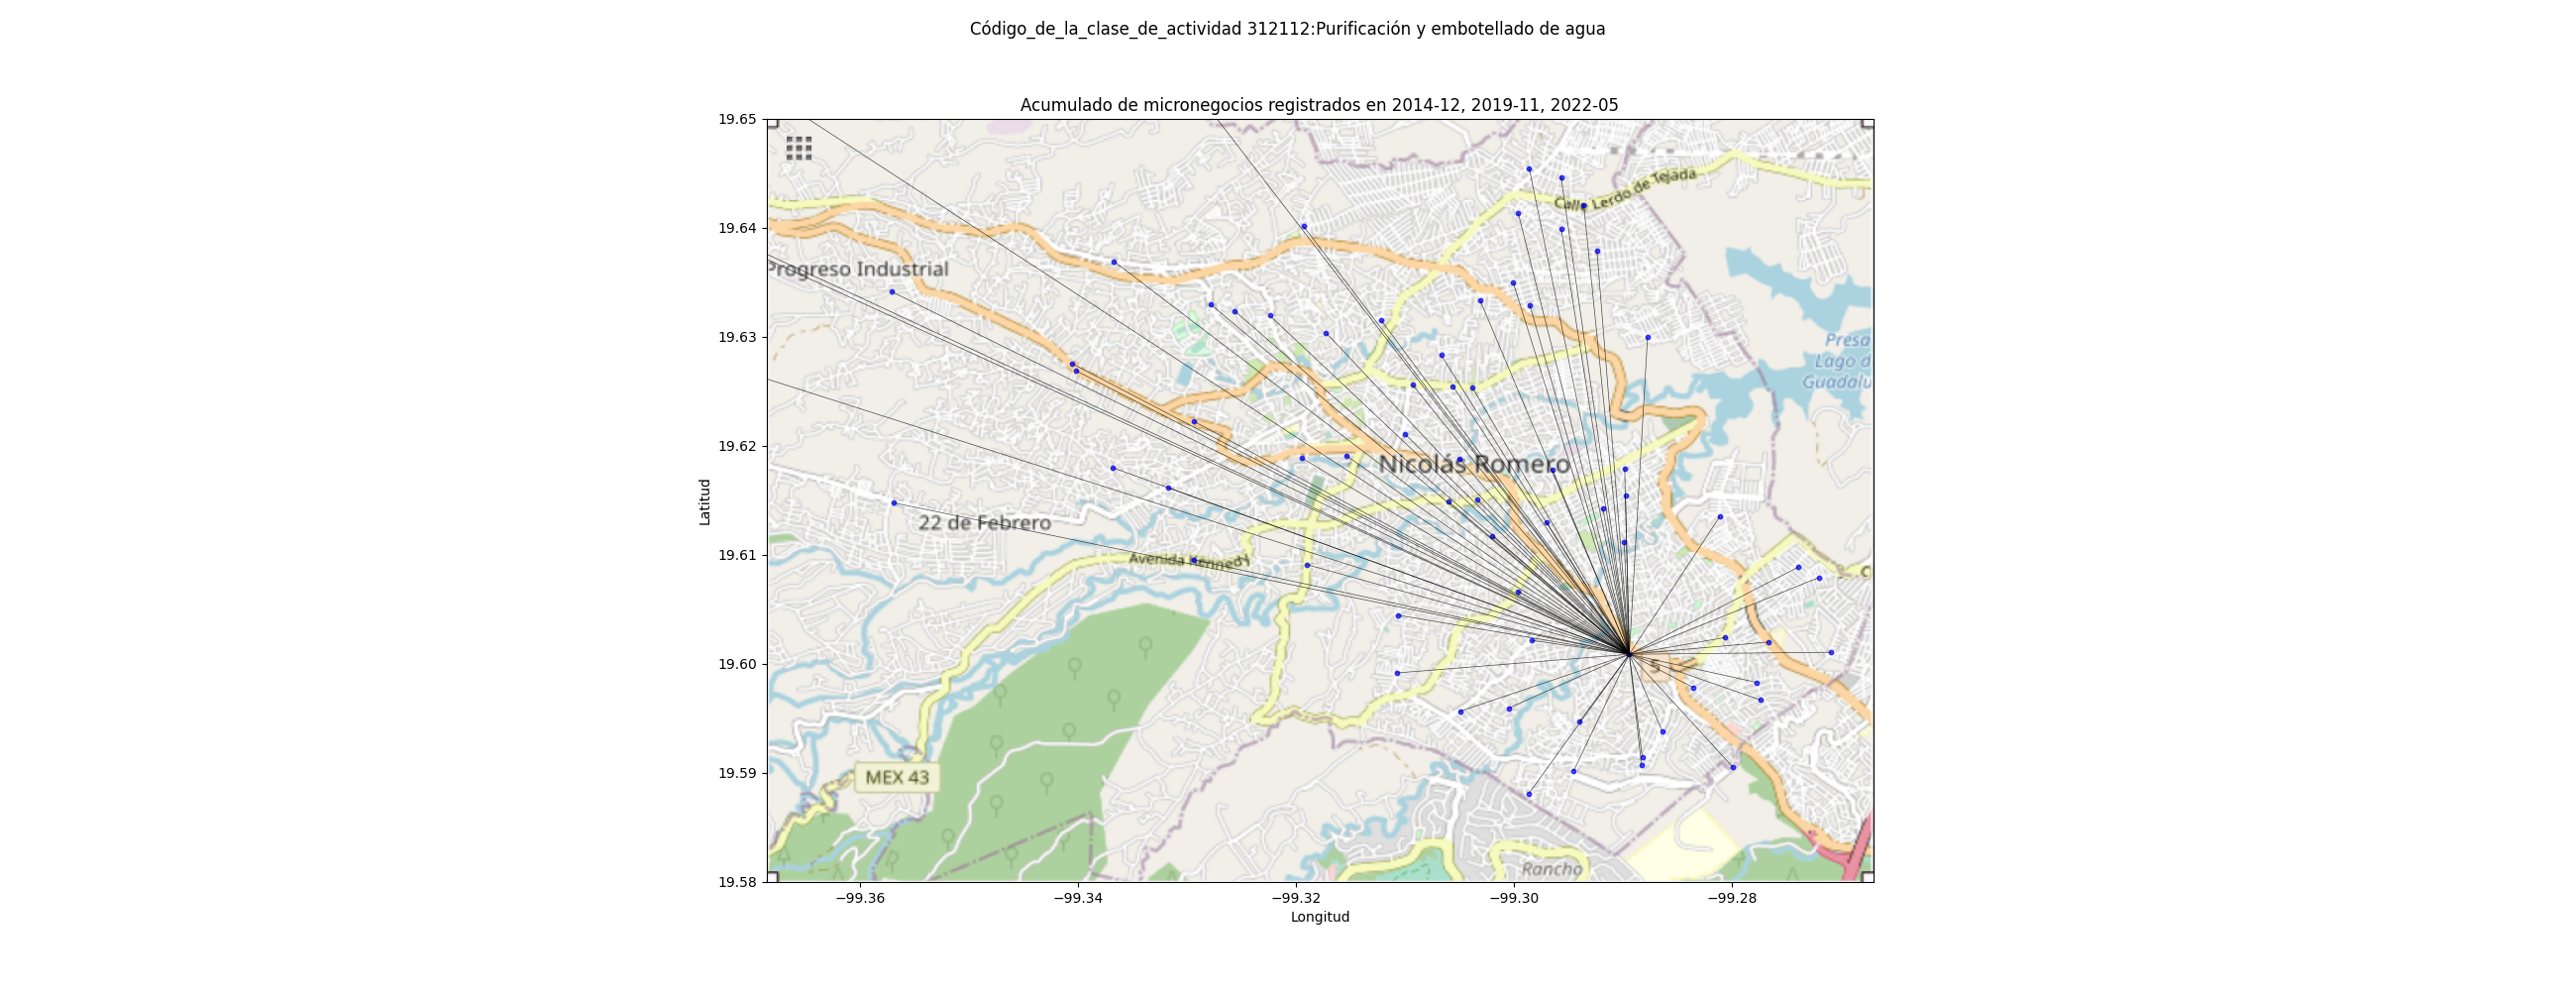 Código_de_la_clase_de_actividad 312112:Purificación y embotellado de agua
Acumulado de micronegocios registrados en 2014-12, 2019-11, 2022-05
19.65
19.64
19.63
19.62
19.61
19.60
19.59
19.58
Latitud
Calle Lerdo de Tejada
Progreso Industrial
Presa
Lago d
Guadalu
Nicolás Romero
22 de Febrero
Avenida Kennedy
C
S
MEX 43
Rancho
−99.36
−99.34
−99.32
−99.30
−99.28
Longitud